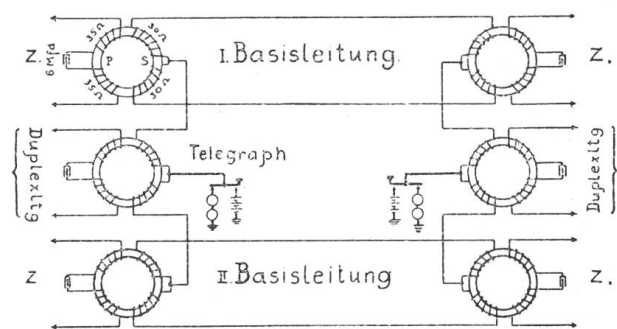 35Ω 30Ω
Z. 6 Mfd P S I. Basisleitung. Z.
35Ω 30Ω
Duplexltg Telegraph Duplexltg
Z II. Basisleitung Z.